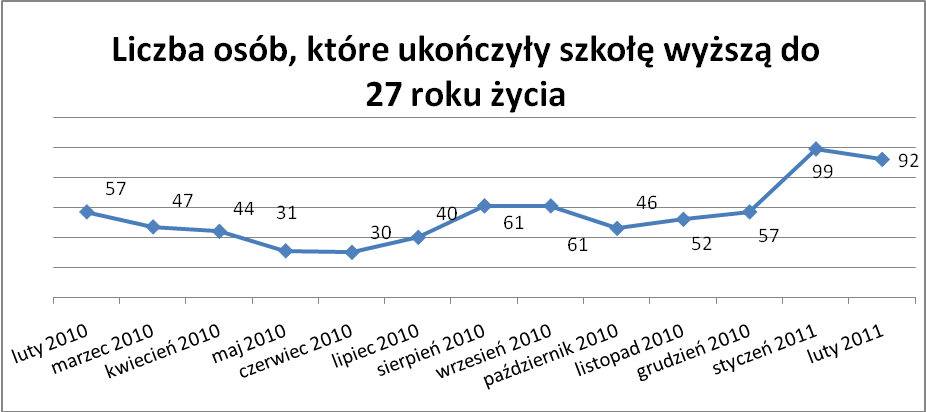 Liczba osób, które ukończyły szkołę wyższą do
27 roku życia
57
47
44
31
30
40
61
61
46
52
57
99
92
luty 2010
marzec 2010
kwiecień 2010
maj 2010
czerwiec 2010
lipiec 2010
sierpień 2010
wrzesień 2010
październik 2010
listopad 2010
grudzień 2010
styczeń 2011
luty 2011